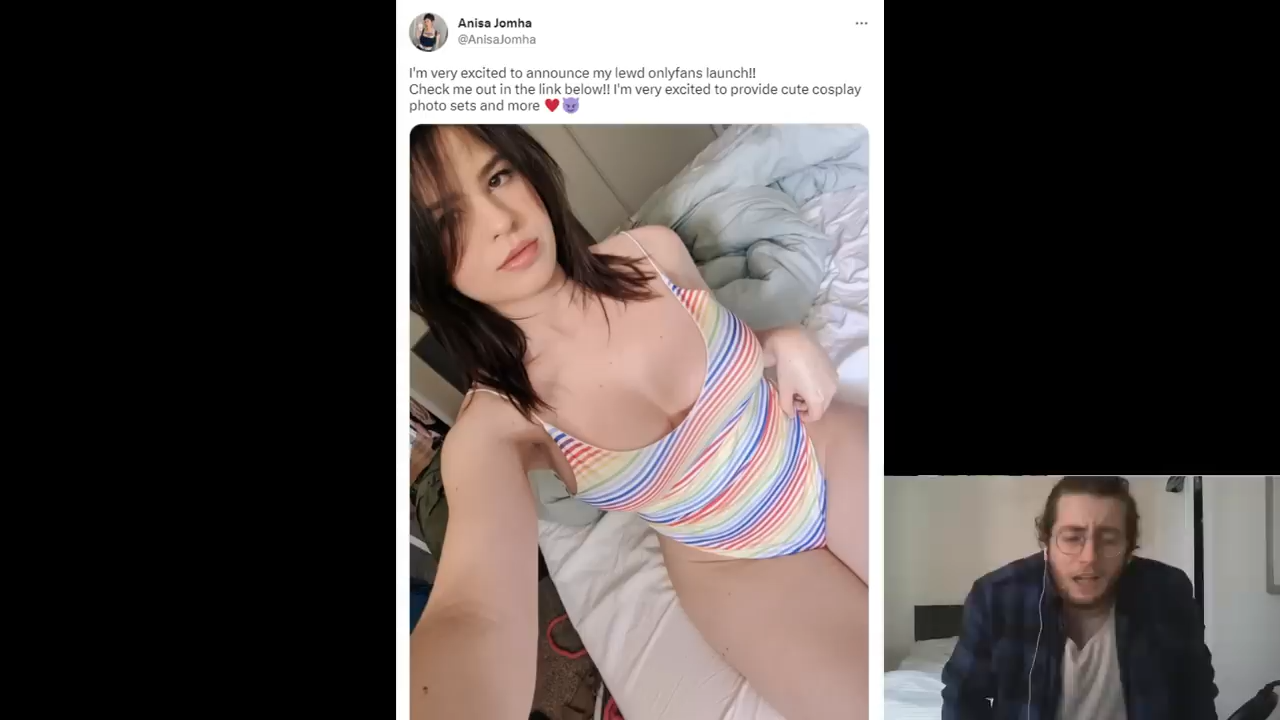 Anisa Jomha
@AnisaJomha
I'm very excited to announce my lewd onlyfans launch!!
Check me out in the link below!! I'm very excited to provide cute cosplay
photo sets and more ❤️😈